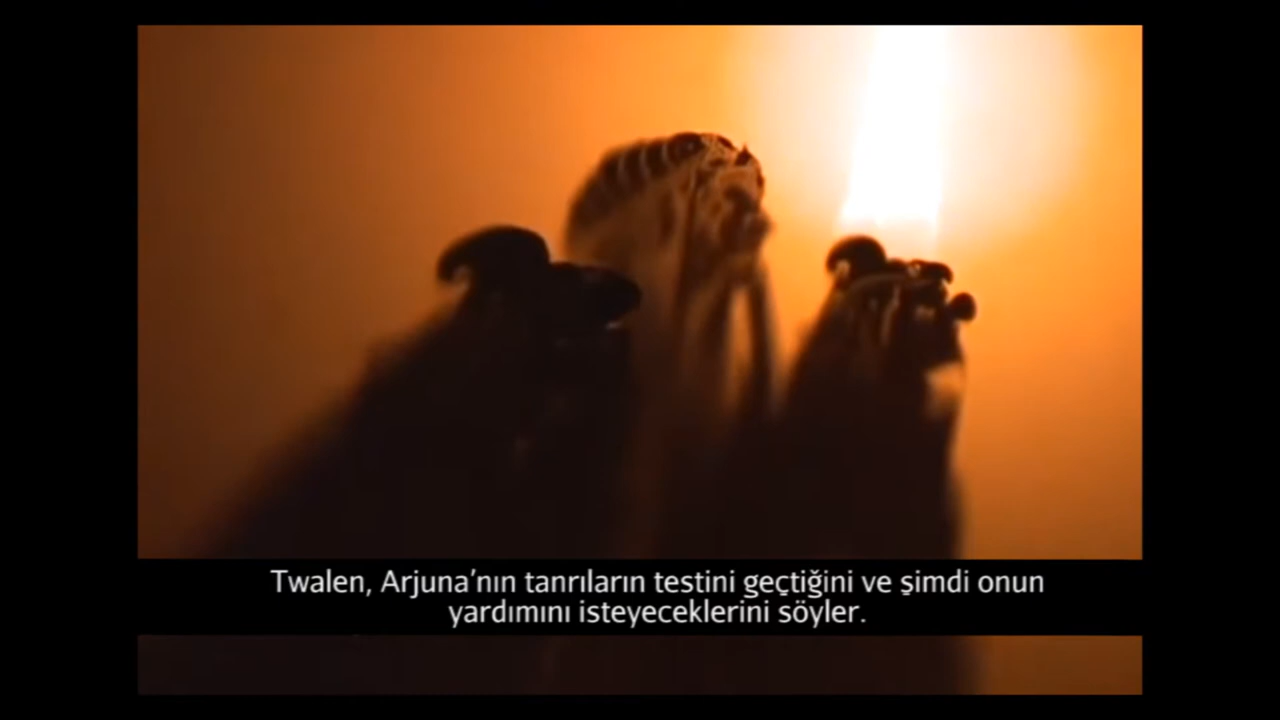 Twalen, Arjuna'nın tanrıların testini geçtiğini ve şimdi onun
yardımını isteyeceklerini söyler.